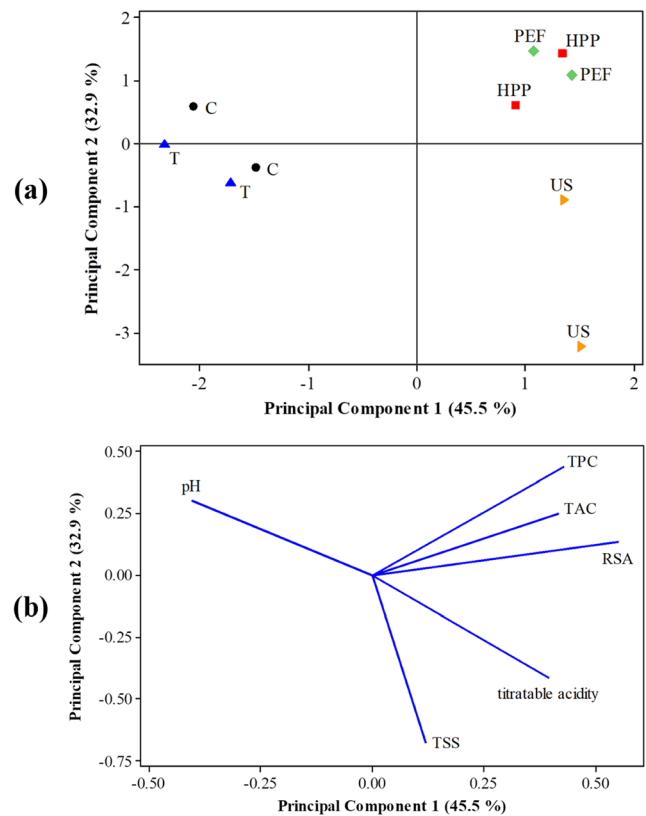 (a)
Principal Component 2 (32.9 %)
2
1
0
-1
-2
-3
PEF
HPP
PEF
HPP
C
T
C
T
US
US
-2
-1
0
1
2
Principal Component 1 (45.5 %)
(b)
Principal Component 2 (32.9 %)
0.50
0.25
0.00
-0.25
-0.50
-0.75
TPC
pH
TAC
RSA
titratable acidity
TSS
-0.50
-0.25
0.00
0.25
0.50
Principal Component 1 (45.5 %)